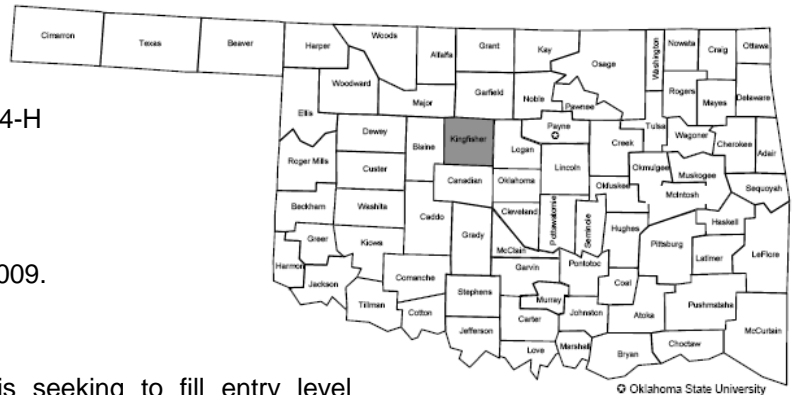 Cimarron
Texas
Beaver
Harper
Woods
Alfalfa
Grant
Kay
Osage
Washington
Nowata
Craig
Ottawa
Woodward
Major
Garfield
Noble
Pawnee
Rogers
Mayes
Delaware
4-H
Ellis
Dewey
Blaine
Kingfisher
Logan
Payne
Creek
Tulsa
Wagoner
Cherokee
Adair
Roger Mills
Custer
Canadian
Oklahoma
Lincoln
Okfuskee
Okmulgee
Muskogee
McIntosh
Sequoyah
Beckham
Washita
Caddo
Cleveland
Pottawatomie
Seminole
Hughes
Haskell
Greer
Kiowa
Grady
McClain
Pittsburg
Latimer
LeFlore
Harmon
Jackson
Comanche
Garvin
Pontotoc
Coal
009.
Tillman
Cotton
Stephens
Murray
Johnston
Atoka
Pushmataha
McCurtain
Jefferson
Carter
Love
Marshall
Bryan
Choctaw
is seeking to fill entry level
Oklahoma State University